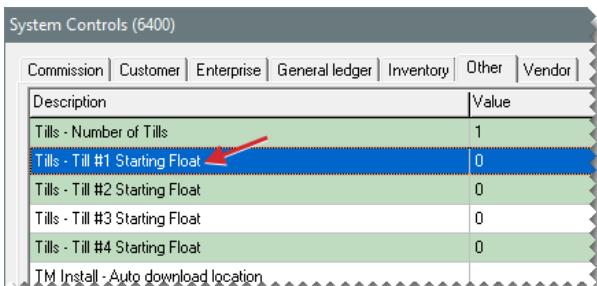 System Controls (6400)
Commission Customer Enterprise General ledger Inventory Other Vendor
Description Value
Tills - Number of Tills 1
Tills - Till #1 Starting Float 0
Tills - Till #2 Starting Float 0
Tills - Till #3 Starting Float 0
Tills - Till #4 Starting Float 0
TM Install - Auto download location